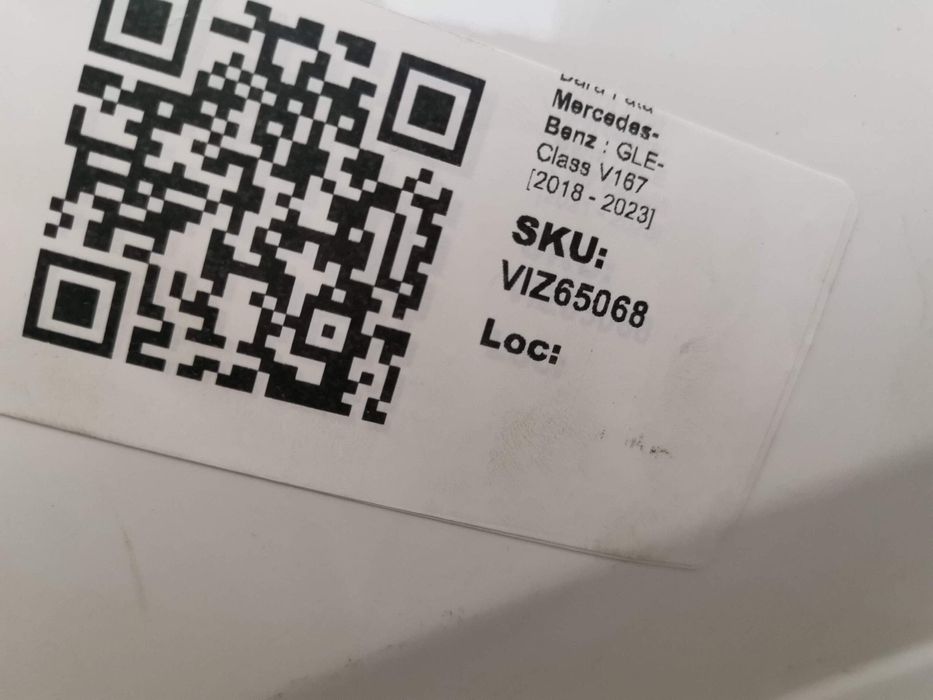 Mercedes-
Benz : GLE-
Class V167
[2018 - 2023]
SKU:
VIZ65068
Loc: